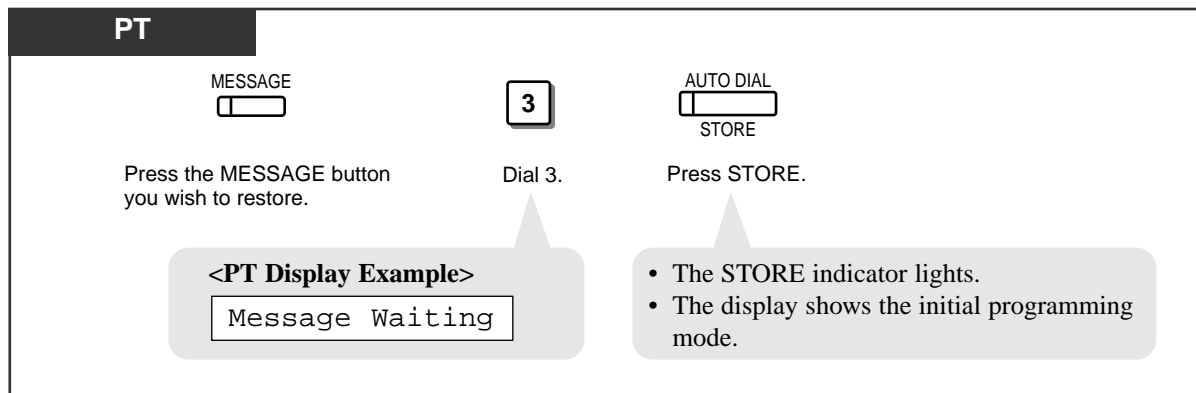 PT
MESSAGE
3
AUTO DIAL
STORE
Press the MESSAGE button
you wish to restore.
Dial 3.
Press STORE.
<PT Display Example>
Message Waiting
• The STORE indicator lights.
• The display shows the initial programming
mode.